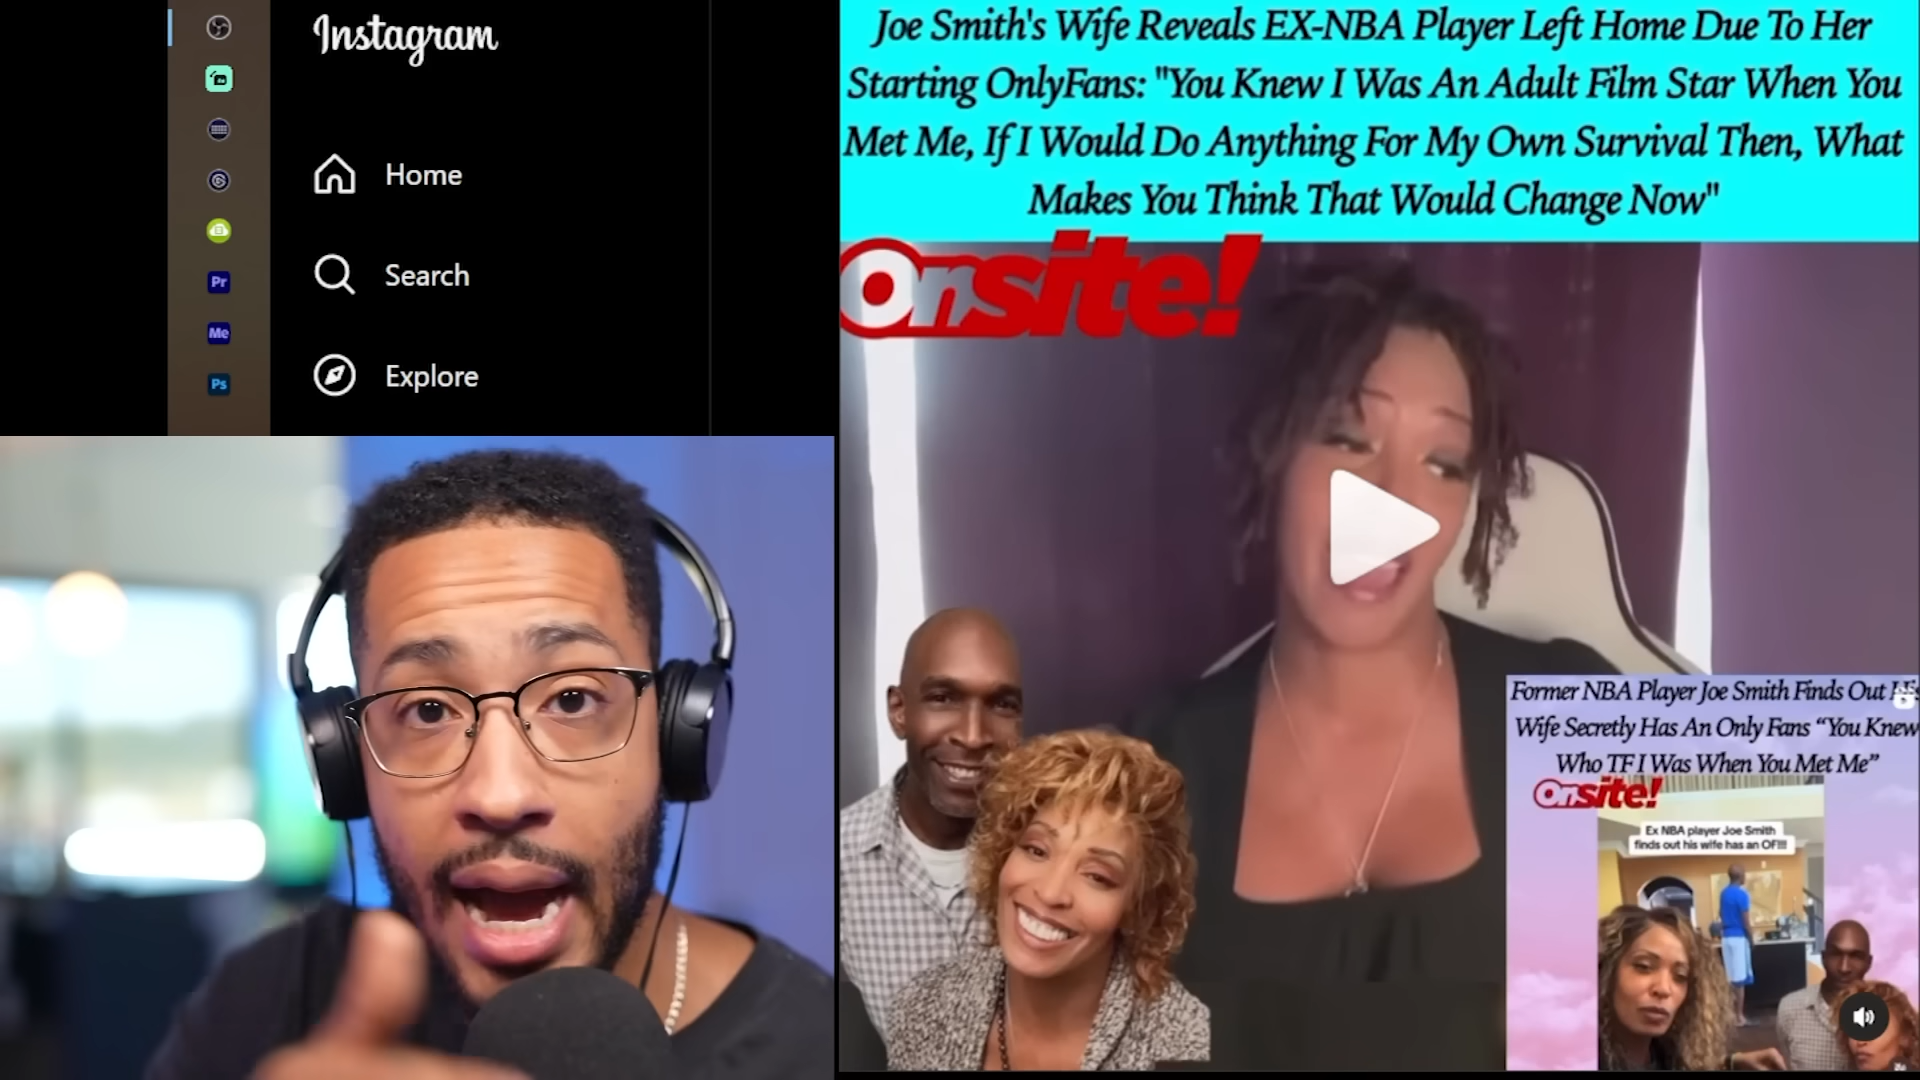 Instagram
Home
Search
Explore
Pr
Me
Ps
Joe Smith's Wife Reveals EX-NBA Player Left Home Due To Her
Starting OnlyFans: "You Knew I Was An Adult Film Star When You
Met Me, If I Would Do Anything For My Own Survival Then, What
Makes You Think That Would Change Now"
Onsite!
Former NBA Player Joe Smith Finds Out His
Wife Secretly Has An Only Fans “You Knew
Who TF I Was When You Met Me”
Onsite!
Ex NBA player Joe Smith
finds out his wife has an OF!!!